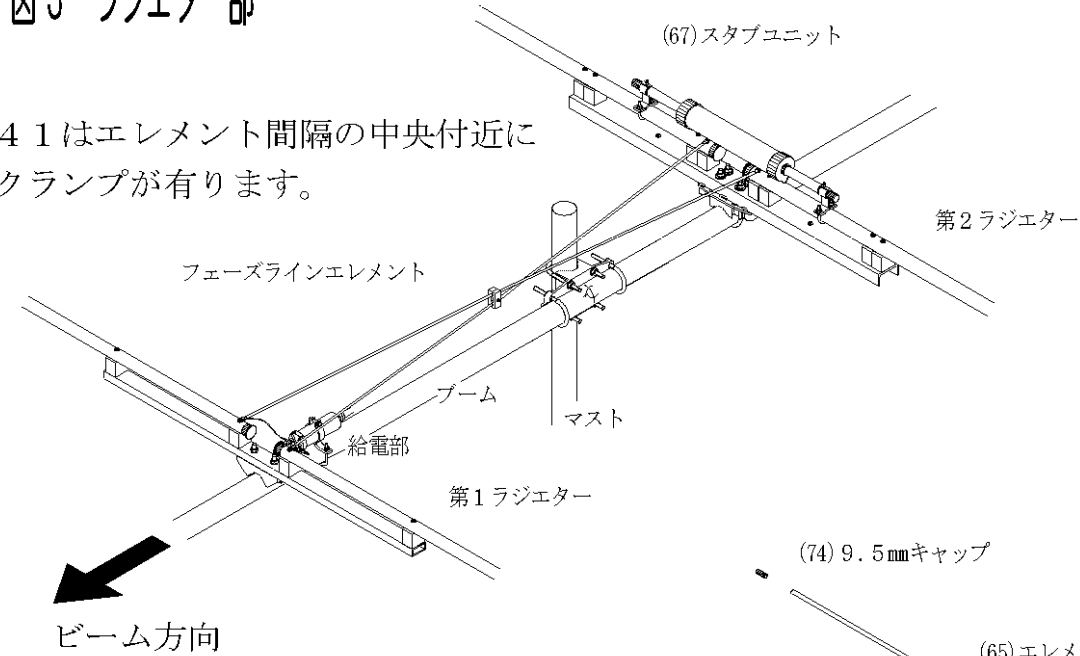 (67)スタブユニット
41はエレメント間隔の中央付近に
クランプが有ります。
第2ラジエター
フェーズラインエレメント
ブーム
マスト
給電部
第1ラジエター
(74)9.5mmキャップ
ビーム方向
(65)エレメ